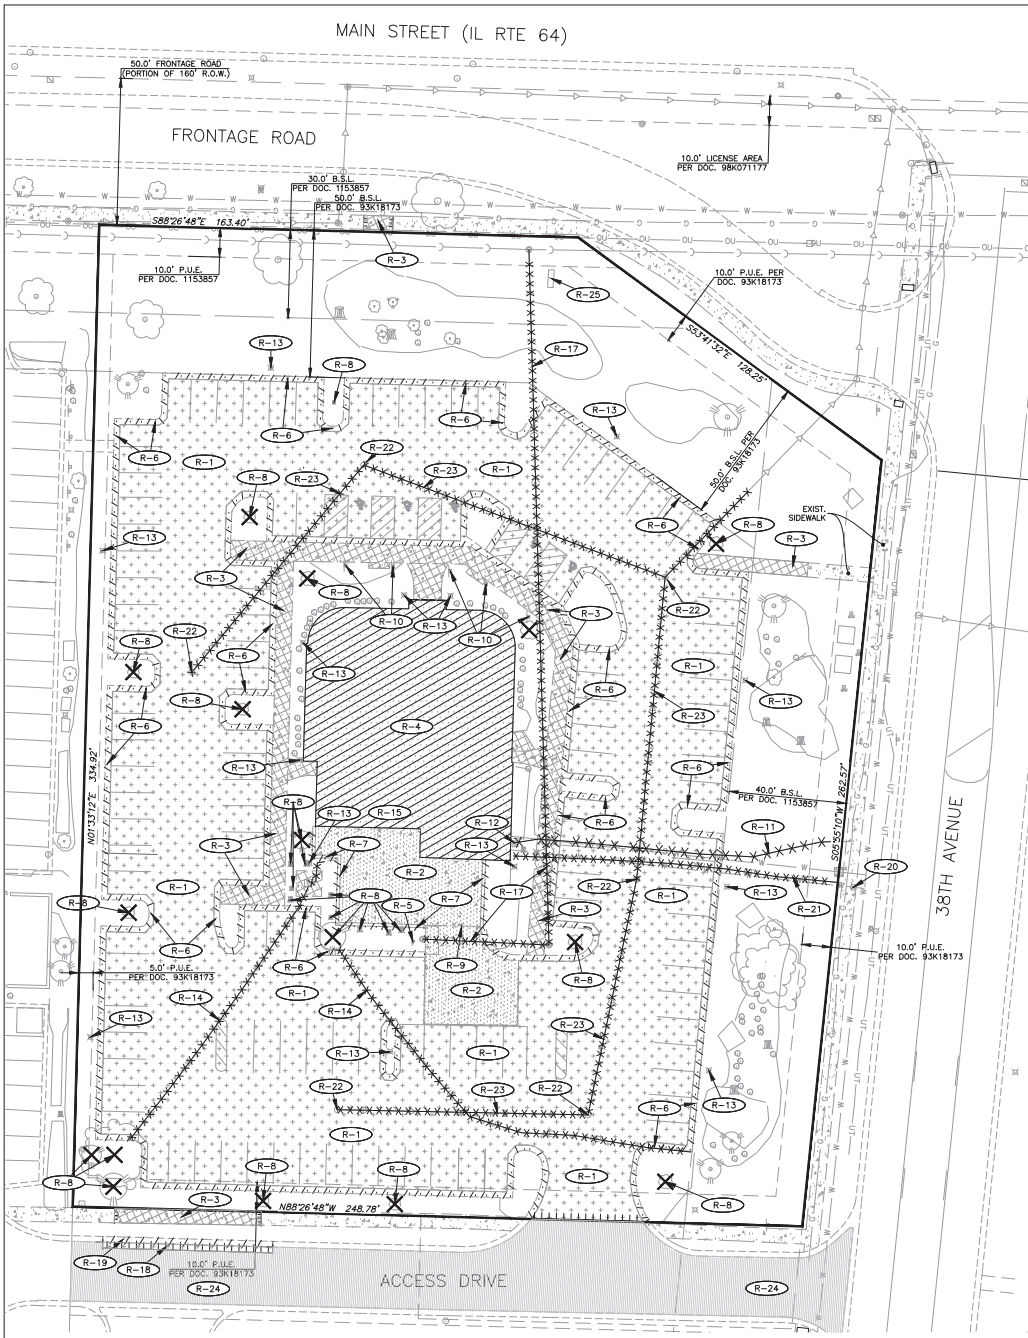 MAIN STREET (IL RTE 64)
50.0' FRONTAGE ROAD
(PORTION OF 160' R.O.W.)
FRONTAGE ROAD
10.0' LICENSE AREA
PER DOC. 98K071177
30.0' B.S.L.
PER DOC. 1153857
50.0' B.S.L.
PER DOC. 93K18173
S88°26'48"E 163.40'
R-3
10.0' P.U.E.
PER DOC. 1153857
10.0' P.U.E. PER
DOC. 93K18173
R-25
S53°41'32"E 128.25'
R-13
R-17
R-8
R-13
R-6
R-6
R-22
R-6
R-1
R-23
R-1
50.0' B.S.L. PER
DOC. 93K18173
R-8
R-23
EXIST.
SIDEWALK
R-6
R-8
R-13
R-3
R-3
R-8
R-10
R-13
R-10
R-3
R-22
R-22
R-8
R-6
R-13
R-1
R-6
R-8
R-13
R-23
R-6
R-4
R-13
R-6
N01°33'12"E 334.92'
40.0' B.S.L.
PER DOC. 1153857
S05°55'10"W 262.57'
R-8
R-13
R-15
R-12
R-6
R-11
R-3
R-7
R-13
R-2
R-20
R-1
R-8
R-7
R-17
R-22
R-1
R-13
38TH AVENUE
R-8
R-5
R-3
R-21
R-6
R-9
10.0' P.U.E.
PER DOC. 93K18173
5.0' P.U.E.
PER DOC. 93K18173
R-6
R-8
R-1
R-2
R-14
R-14
R-13
R-23
R-13
R-1
R-22
R-23
R-22
R-13
R-6
R-1
R-8
R-8
R-8
R-1
R-3
N88°26'48"W 248.78'
R-8
R-19
R-18
10.0' P.U.E.
PER DOC. 93K18173
ACCESS DRIVE
R-24
R-24